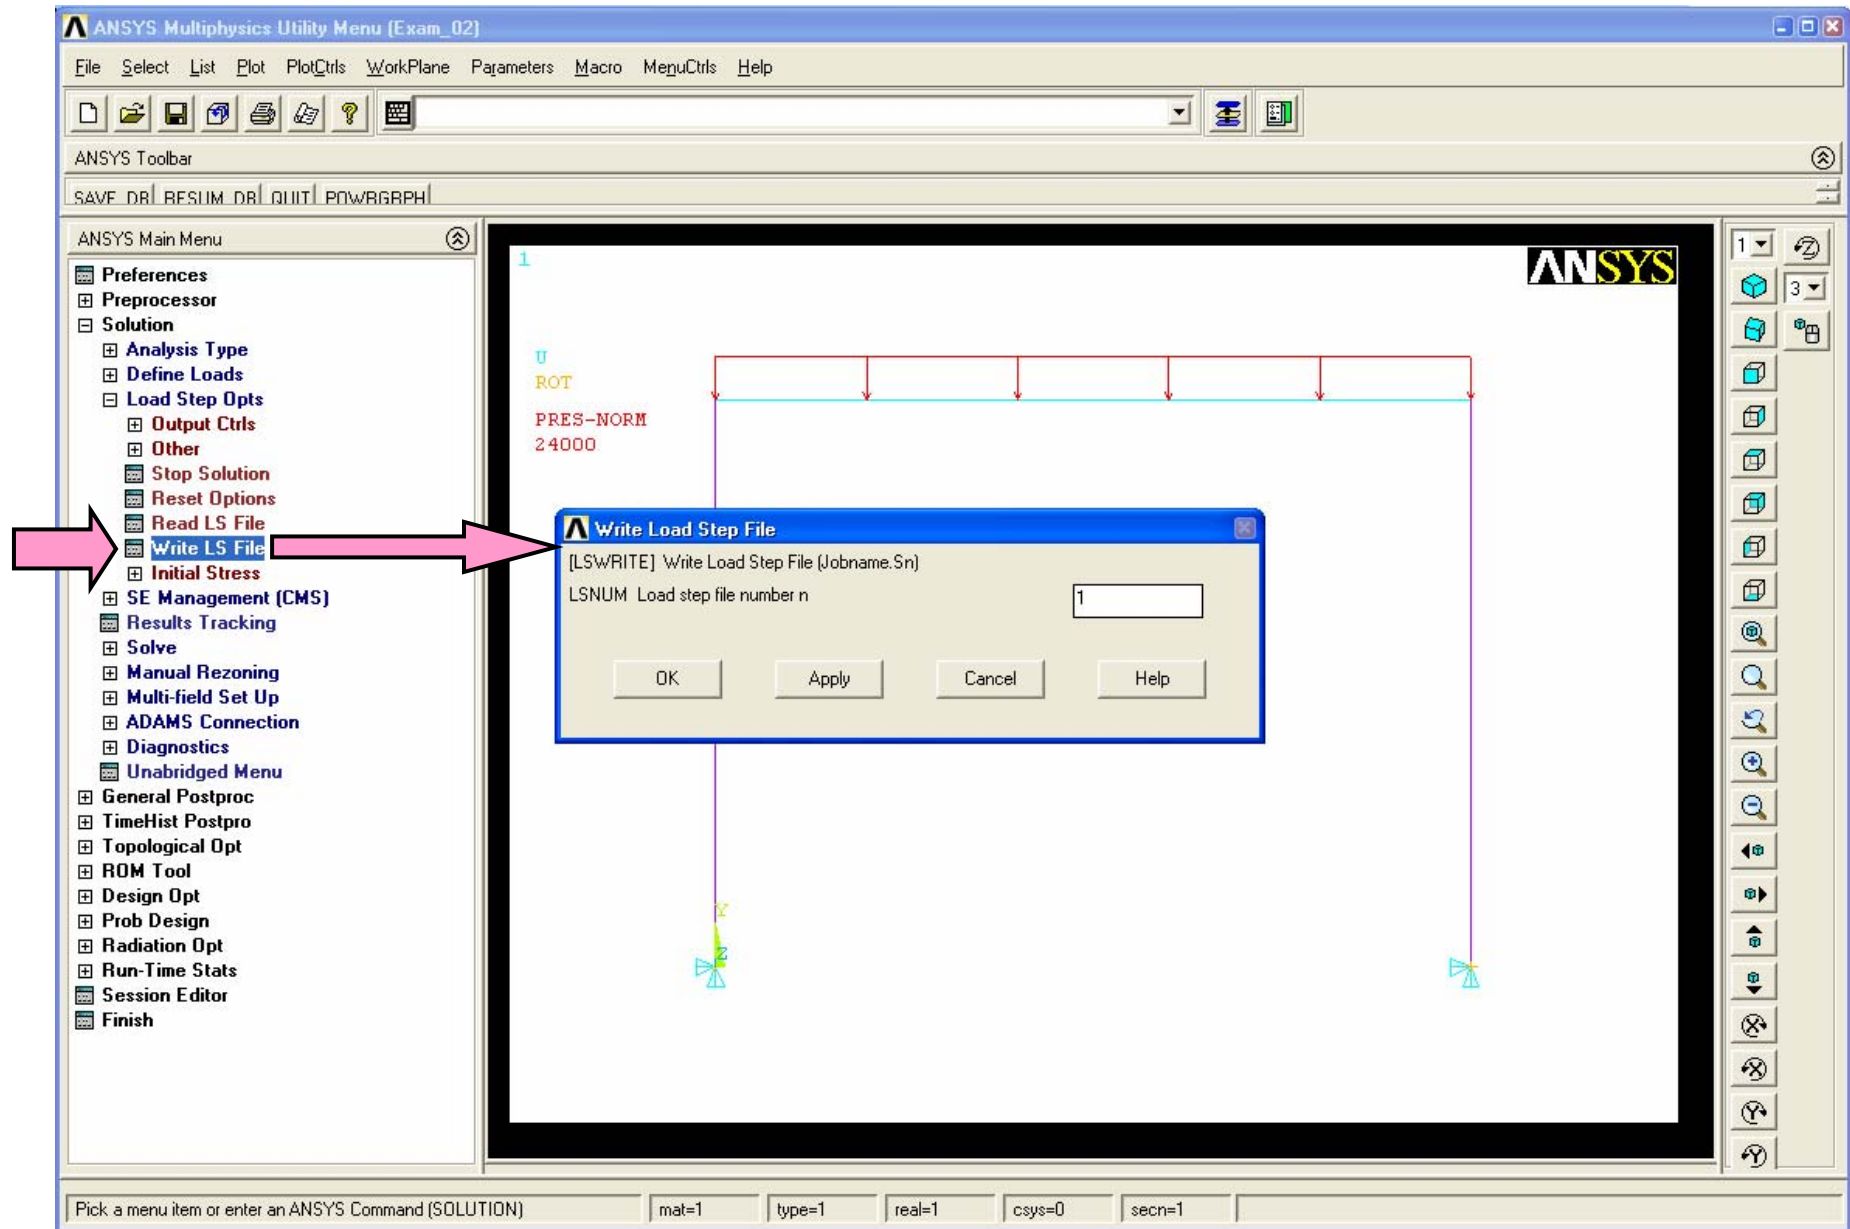 ANSYS Multiphysics Utility Menu (Exam_02)
File Select List Plot PlotCtrls WorkPlane Parameters Macro MenuCtrls Help
ANSYS Toolbar
SAVE_DB RESUM_DB QUIT POWRGRPH
ANSYS Main Menu
Preferences
Preprocessor
Solution
Analysis Type
Define Loads
Load Step Opts
Output Ctrls
Other
Stop Solution
Reset Options
Read LS File
Write LS File
Initial Stress
SE Management (CMS)
Results Tracking
Solve
Manual Rezoning
Multi-field Set Up
ADAMS Connection
Diagnostics
Unabridged Menu
General Postproc
TimeHist Postpro
Topological Opt
ROM Tool
Design Opt
Prob Design
Radiation Opt
Run-Time Stats
Session Editor
Finish
1
ANSYS
U
ROT
PRES-NORM
24000
Write Load Step File
[LSWRITE] Write Load Step File (Jobname.Sn)
LSNUM Load step file number n
1
OK Apply Cancel Help
Y
Z
1
3
Pick a menu item or enter an ANSYS Command (SOLUTION)
mat=1 type=1 real=1 csys=0 secn=1